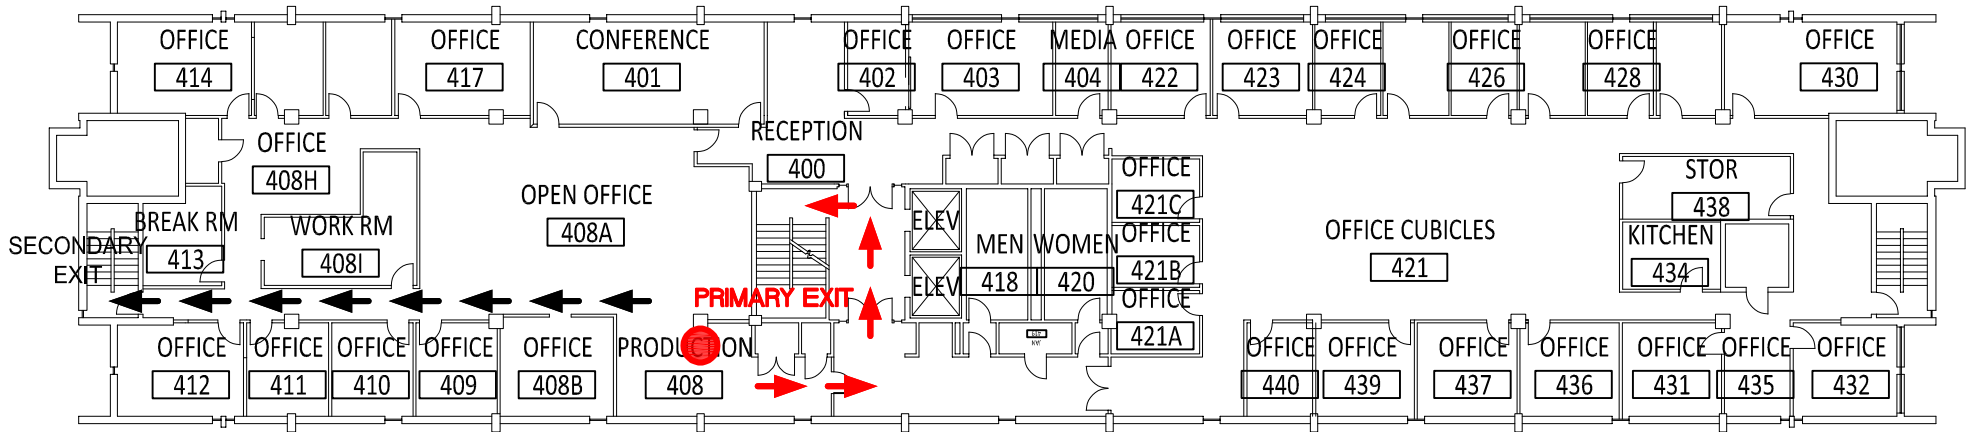 OFFICE
414
OFFICE
417
CONFERENCE
401
OFFICE
402
OFFICE
403
MEDIA
404
OFFICE
422
OFFICE
423
OFFICE
424
OFFICE
426
OFFICE
428
OFFICE
430
OFFICE
408H
RECEPTION
400
OFFICE
421C
STOR
438
BREAK RM
413
WORK RM
408I
OPEN OFFICE
408A
ELEV
ELEV
MEN
418
WOMEN
420
OFFICE
421B
OFFICE
421A
OFFICE CUBICLES
421
KITCHEN
434
SECONDARY
EXIT
PRIMARY EXIT
OFFICE
412
OFFICE
411
OFFICE
410
OFFICE
409
OFFICE
408B
PRODUCTION
408
OFFICE
440
OFFICE
439
OFFICE
437
OFFICE
436
OFFICE
431
OFFICE
435
OFFICE
432